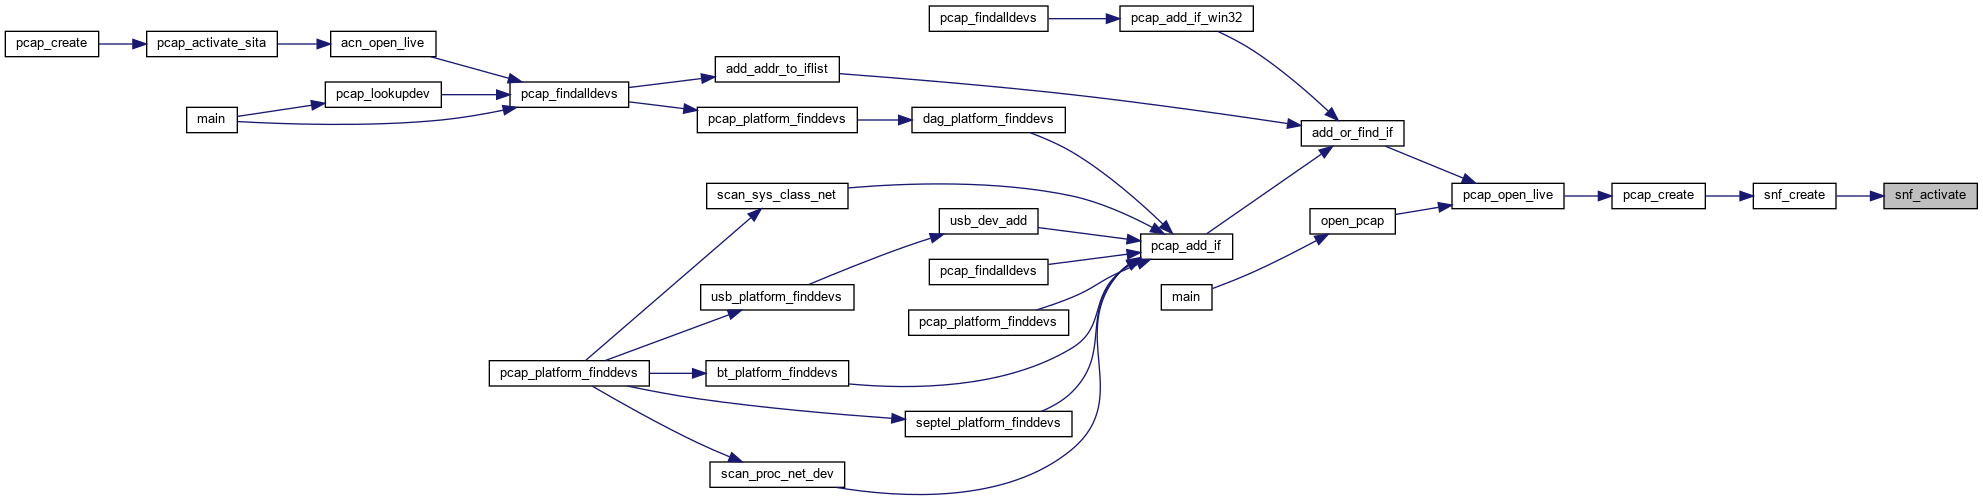 pcap_findalldevs
pcap_add_if_win32
pcap_create
pcap_activate_sita
acn_open_live
add_addr_to_iflist
pcap_lookupdev
pcap_findalldevs
main
pcap_platform_finddevs
dag_platform_finddevs
add_or_find_if
scan_sys_class_net
pcap_open_live
pcap_create
snf_create
snf_activate
usb_dev_add
open_pcap
pcap_add_if
pcap_findalldevs
usb_platform_finddevs
main
pcap_platform_finddevs
pcap_platform_finddevs
bt_platform_finddevs
septel_platform_finddevs
scan_proc_net_dev